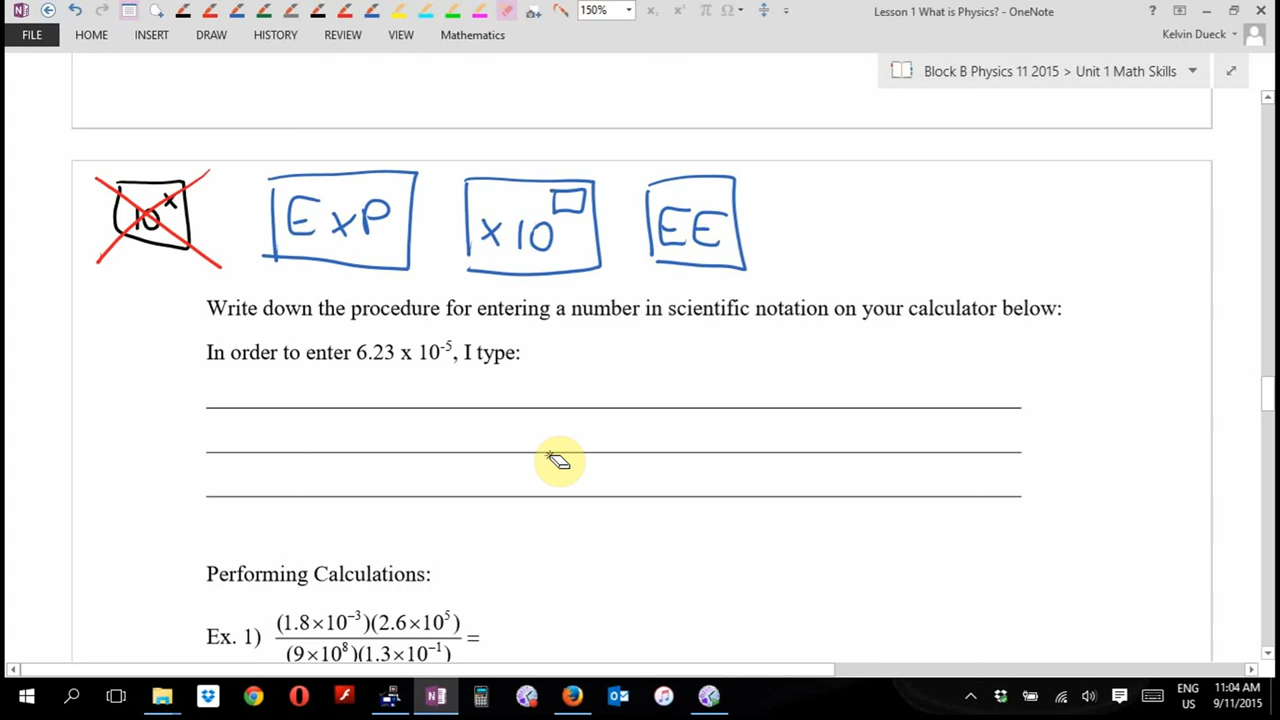 150%
Lesson 1 What is Physics? - OneNote
FILE HOME INSERT DRAW HISTORY REVIEW VIEW Mathematics
Kelvin Dueck
Block B Physics 11 2015 > Unit 1 Math Skills
10^x ExP x10^□ EE
Write down the procedure for entering a number in scientific notation on your calculator below:
In order to enter 6.23 x 10^-5, I type:
Performing Calculations:
Ex. 1) (1.8×10^−3)(2.6×10^5) =
(9×10^8)(1.3×10^−1)
ENG 11:04 AM
US 9/11/2015